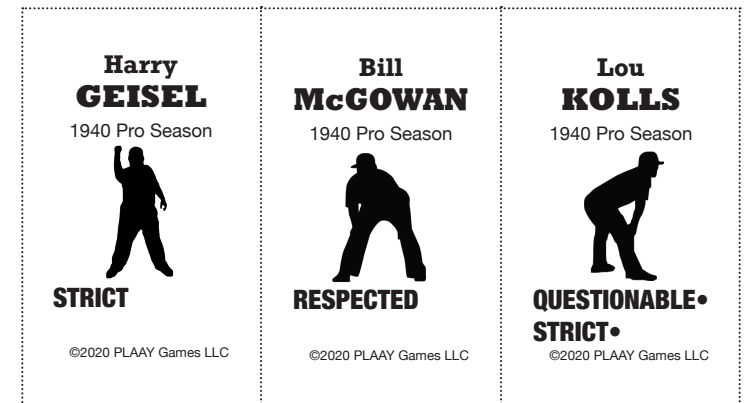 Harry
GEISEL
1940 Pro Season
STRICT
©2020 PLAAY Games LLC
Bill
McGOWAN
1940 Pro Season
RESPECTED
©2020 PLAAY Games LLC
Lou
KOLLS
1940 Pro Season
QUESTIONABLE•
STRICT•
©2020 PLAAY Games LLC